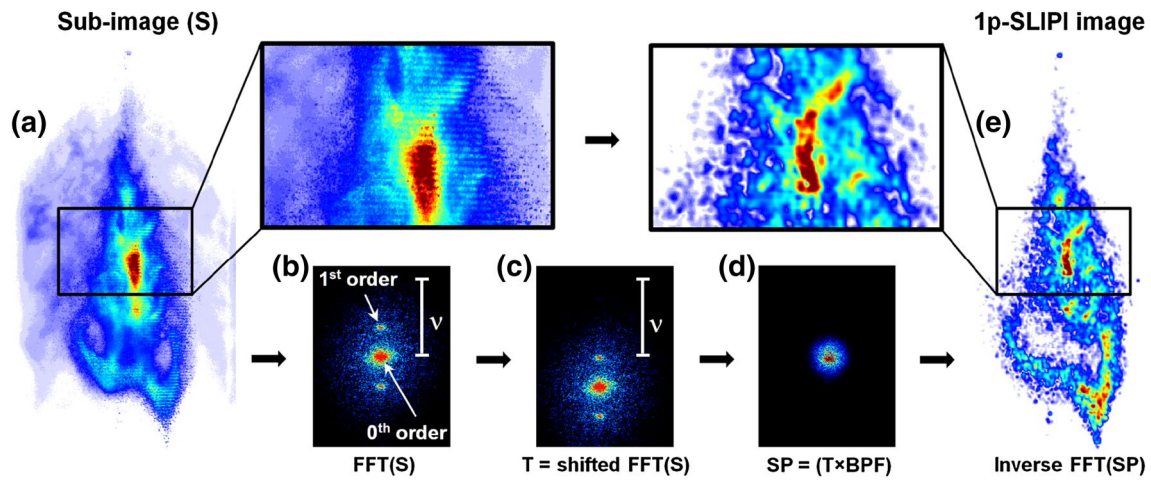 Sub-image (S)
1p-SLIPI image
(a)
(e)
(b)
(c)
(d)
1st order
ν
ν
0th order
FFT(S)
T = shifted FFT(S)
SP = (T×BPF)
Inverse FFT(SP)